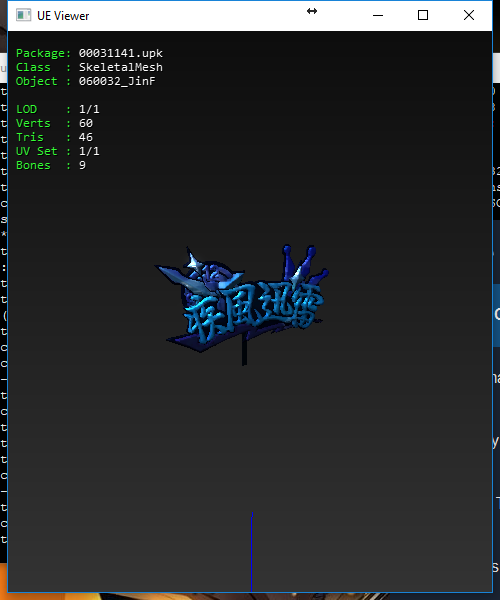 UE Viewer
Package: 00031141.upk
Class : SkeletalMesh
Object : 060032_JinF
LOD : 1/1
Verts : 60
Tris : 46
UV Set : 1/1
Bones : 9
疾風迅雷